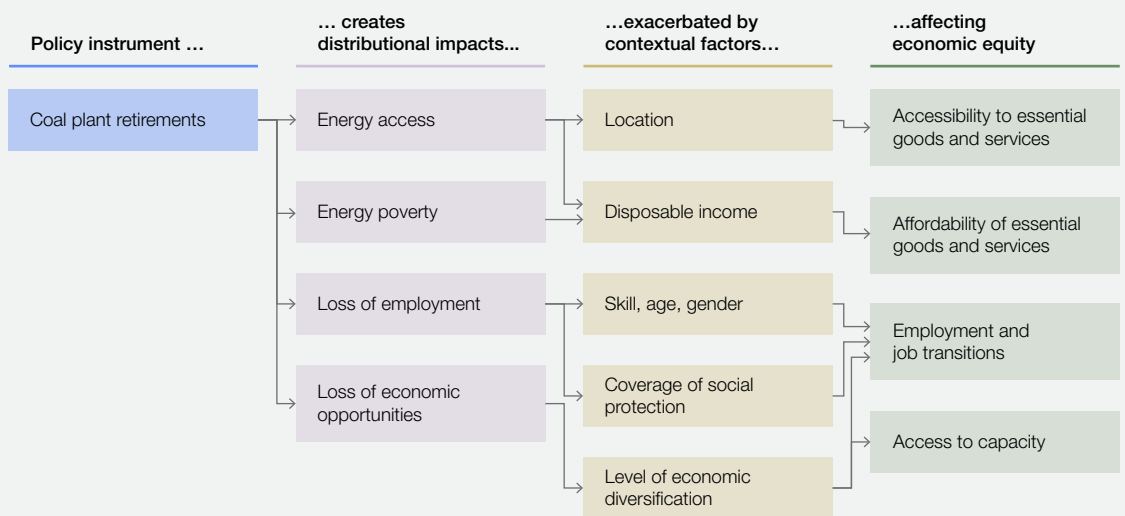 Policy instrument …
… creates
distributional impacts...
…exacerbated by
contextual factors…
…affecting
economic equity
Coal plant retirements
Energy access
Energy poverty
Loss of employment
Loss of economic
opportunities
Location
Disposable income
Skill, age, gender
Coverage of social
protection
Level of economic
diversification
Accessibility to essential
goods and services
Affordability of essential
goods and services
Employment and
job transitions
Access to capacity